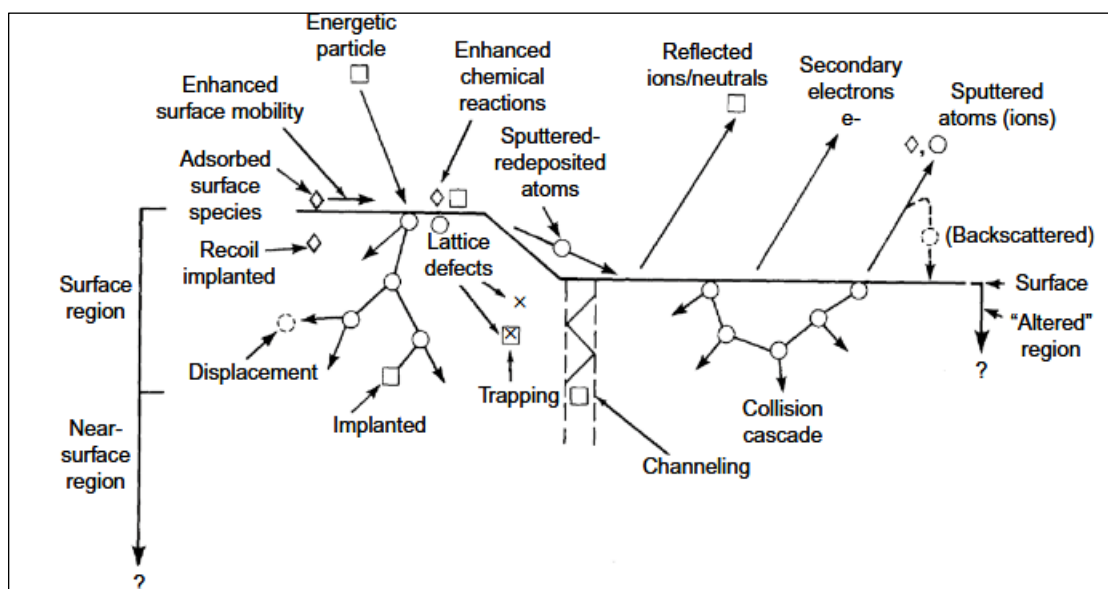 Energetic
particle
Enhanced
chemical
reactions
Reflected
ions/neutrals
Secondary
electrons
e-
Sputtered
atoms (ions)
Enhanced
surface mobility
Sputtered-
redeposited
atoms
,
Adsorbed
surface
species
Recoil
implanted
Lattice
defects
(Backscattered)
Surface
region
Surface
"Altered"
region
?
Displacement
Implanted
Trapping
Collision
cascade
Near-
surface
region
Channeling
?